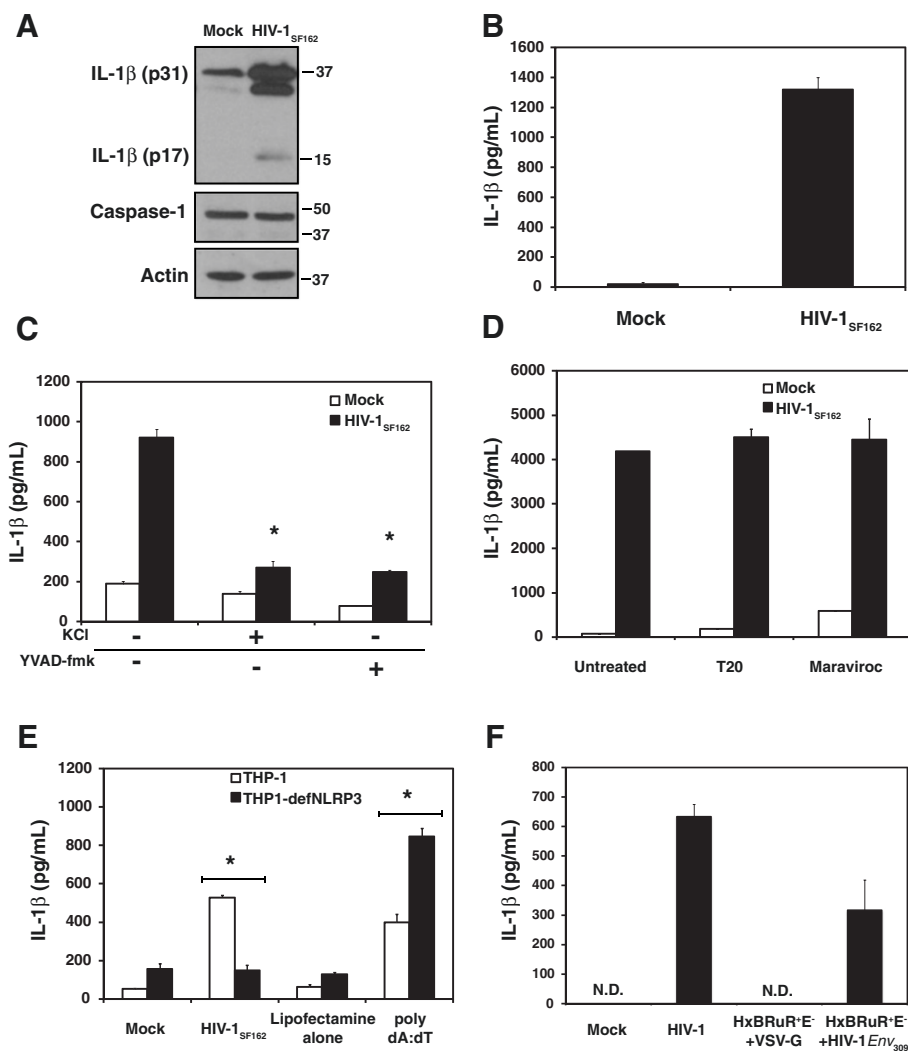 A
Mock HIV-1SF162
IL-1β (p31)
37
IL-1β (p17)
15
Caspase-1
50
37
Actin
37
B
IL-1β (pg/mL)
1600
1400
1200
1000
800
600
400
200
0
Mock
HIV-1SF162
C
IL-1β (pg/mL)
1200
1000
800
600
400
200
0
Mock
HIV-1SF162
*
*
KCl - + -
YVAD-fmk - - +
D
IL-1β (pg/mL)
6000
5000
4000
3000
2000
1000
0
Mock
HIV-1SF162
Untreated
T20
Maraviroc
E
IL-1β (pg/mL)
1200
1000
800
600
400
200
0
THP-1
THP1-defNLRP3
*
*
Mock
HIV-1SF162
Lipofectamine
alone
poly
dA:dT
F
IL-1β (pg/mL)
800
700
600
500
400
300
200
100
0
N.D.
N.D.
Mock
HIV-1
HxBRuR+E-
+VSV-G
HxBRuR+E-
+HIV-1Env309